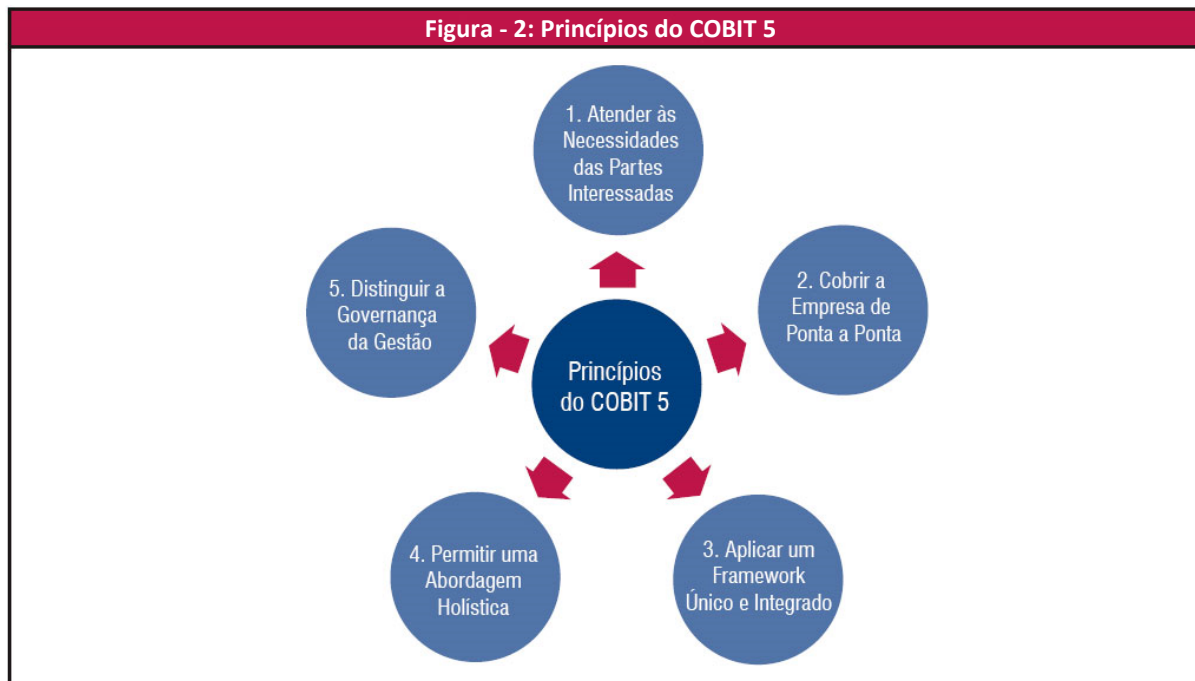 Figura - 2: Princípios do COBIT 5
1. Atender às
Necessidades
das Partes
Interessadas
2. Cobrir a
Empresa de
Ponta a Ponta
3. Aplicar um
Framework
Único e Integrado
4. Permitir uma
Abordagem
Holística
5. Distinguir a
Governança
da Gestão
Princípios
do COBIT 5